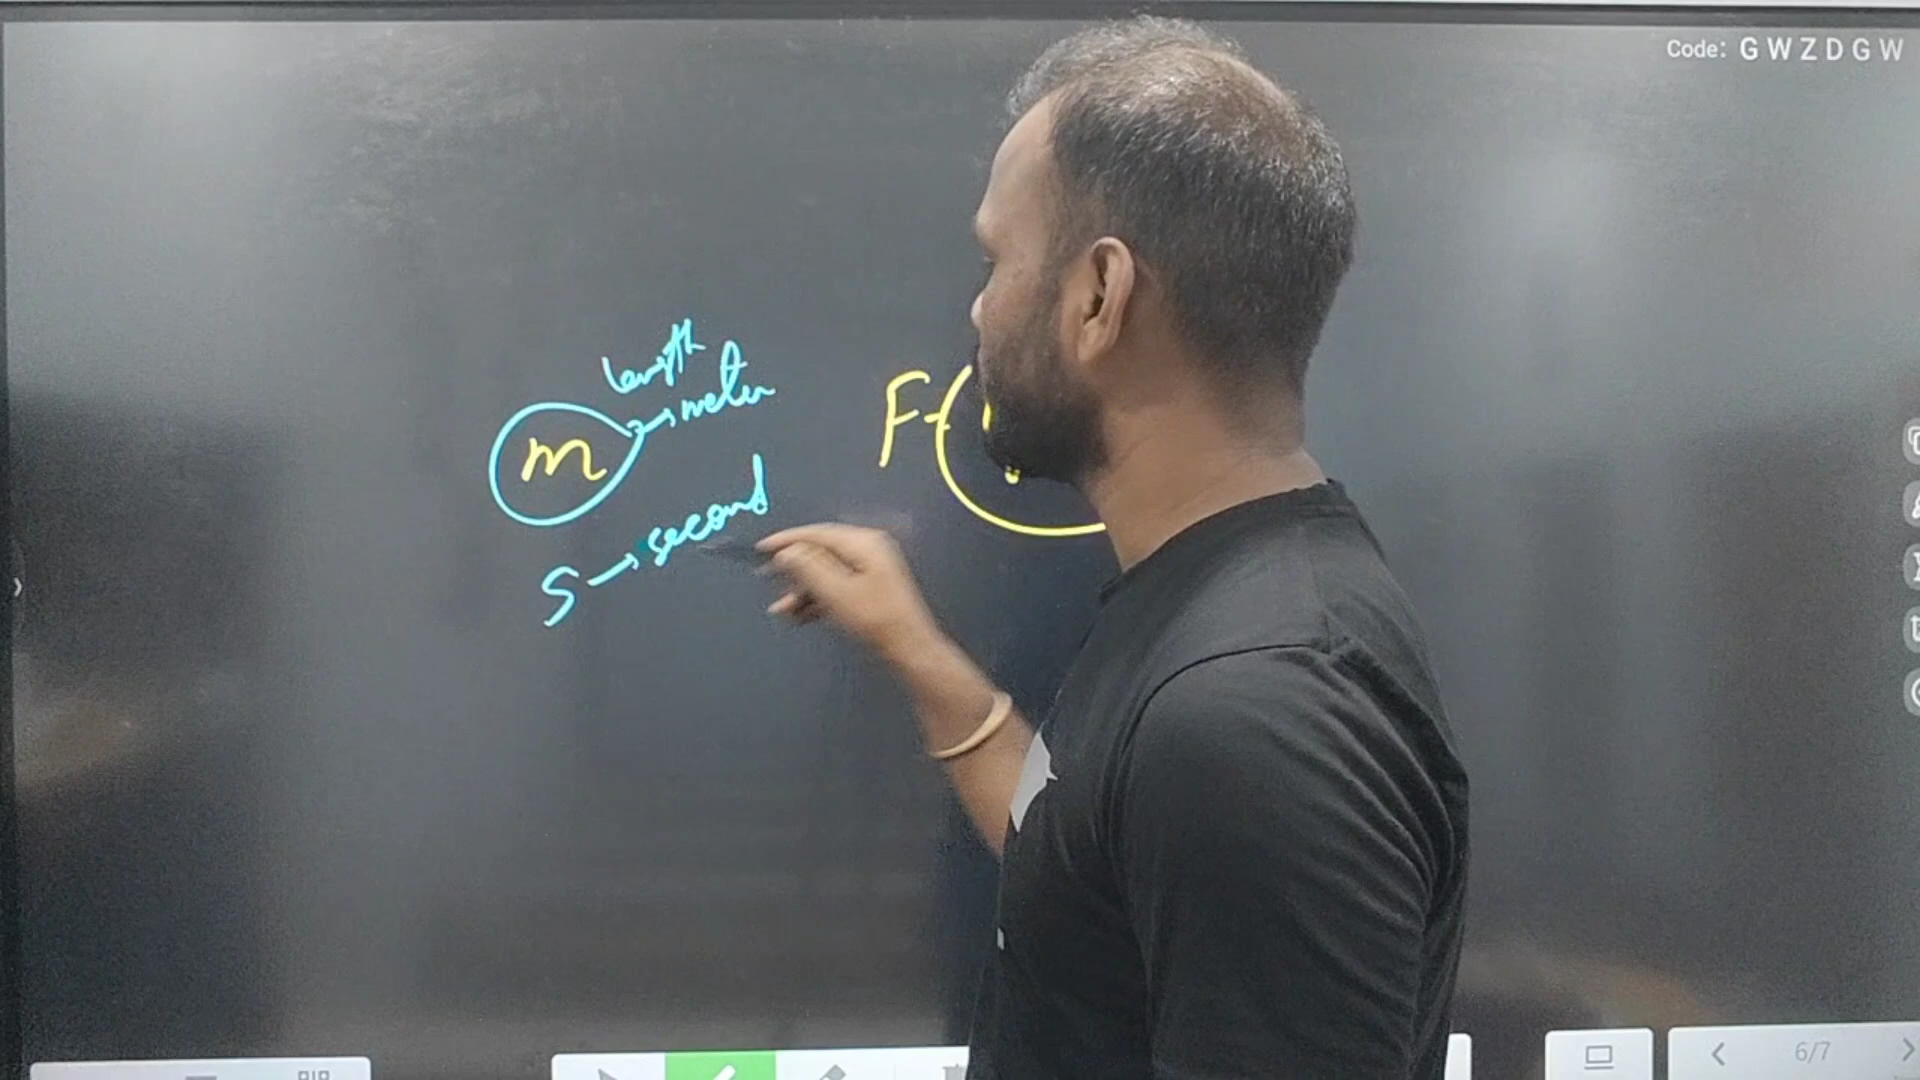 Code: GWZDGW
length
m → meter
F-
S → second
6/7